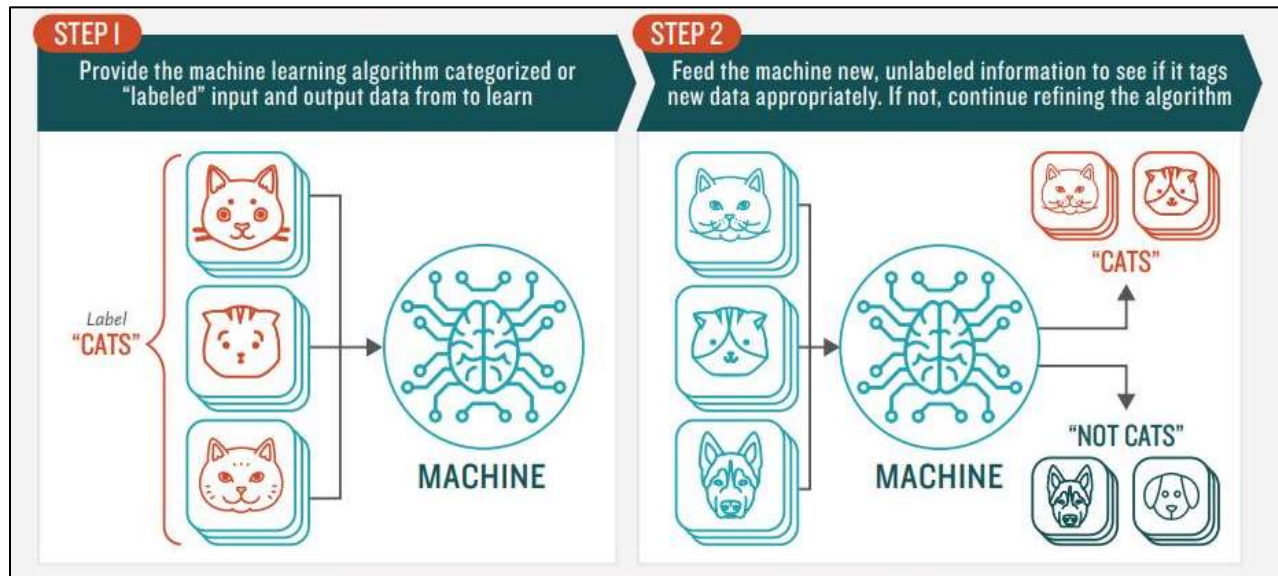 STEP 1
Provide the machine learning algorithm categorized or
“labeled” input and output data from to learn
Label
“CATS”
MACHINE
STEP 2
Feed the machine new, unlabeled information to see if it tags
new data appropriately. If not, continue refining the algorithm
MACHINE
“CATS”
“NOT CATS”